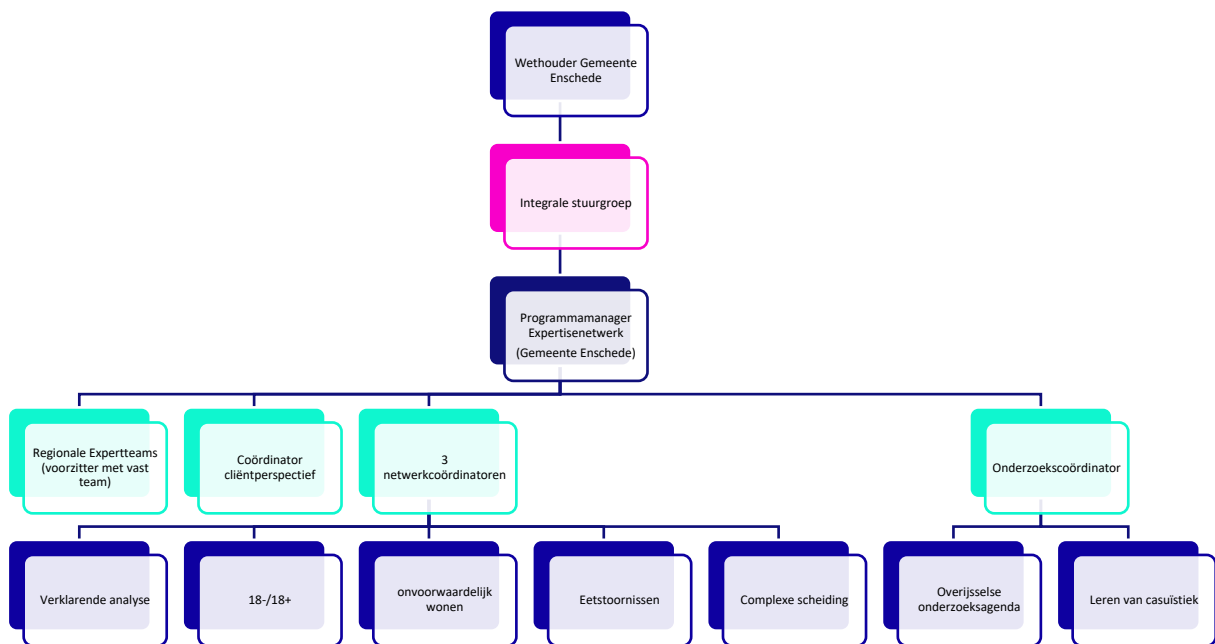 Wethouder Gemeente
Enschede
Integrale stuurgroep
Programmamanager
Expertisenetwerk
(Gemeente Enschede)
Regionale Expertteams
(voorzitter met vast
team)
Coördinator
cliëntperspectief
3
netwerkcoördinatoren
Onderzoekscoördinator
Verklarende analyse
18-/18+
onvoorwaardelijk
wonen
Eetstoornissen
Complexe scheiding
Overijsselse
onderzoeksagenda
Leren van casuïstiek